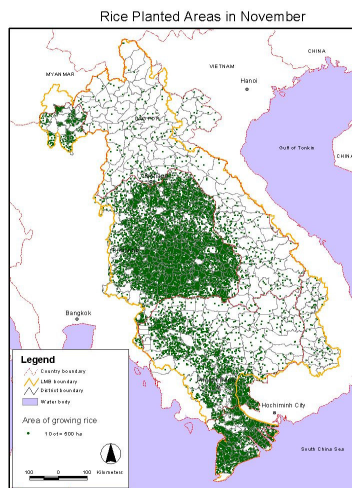 Rice Planted Areas in November
CHINA
MYANMAR
VIETNAM
Hanoi
Gulf of Tonkin
CHINA
Bangkok
Hochiminh City
South China Sea
Legend
Country boundary
LMB boundary
District boundary
Water body
Area of growing rice
1 Dot = 600 ha
100 0 100
Kilometers